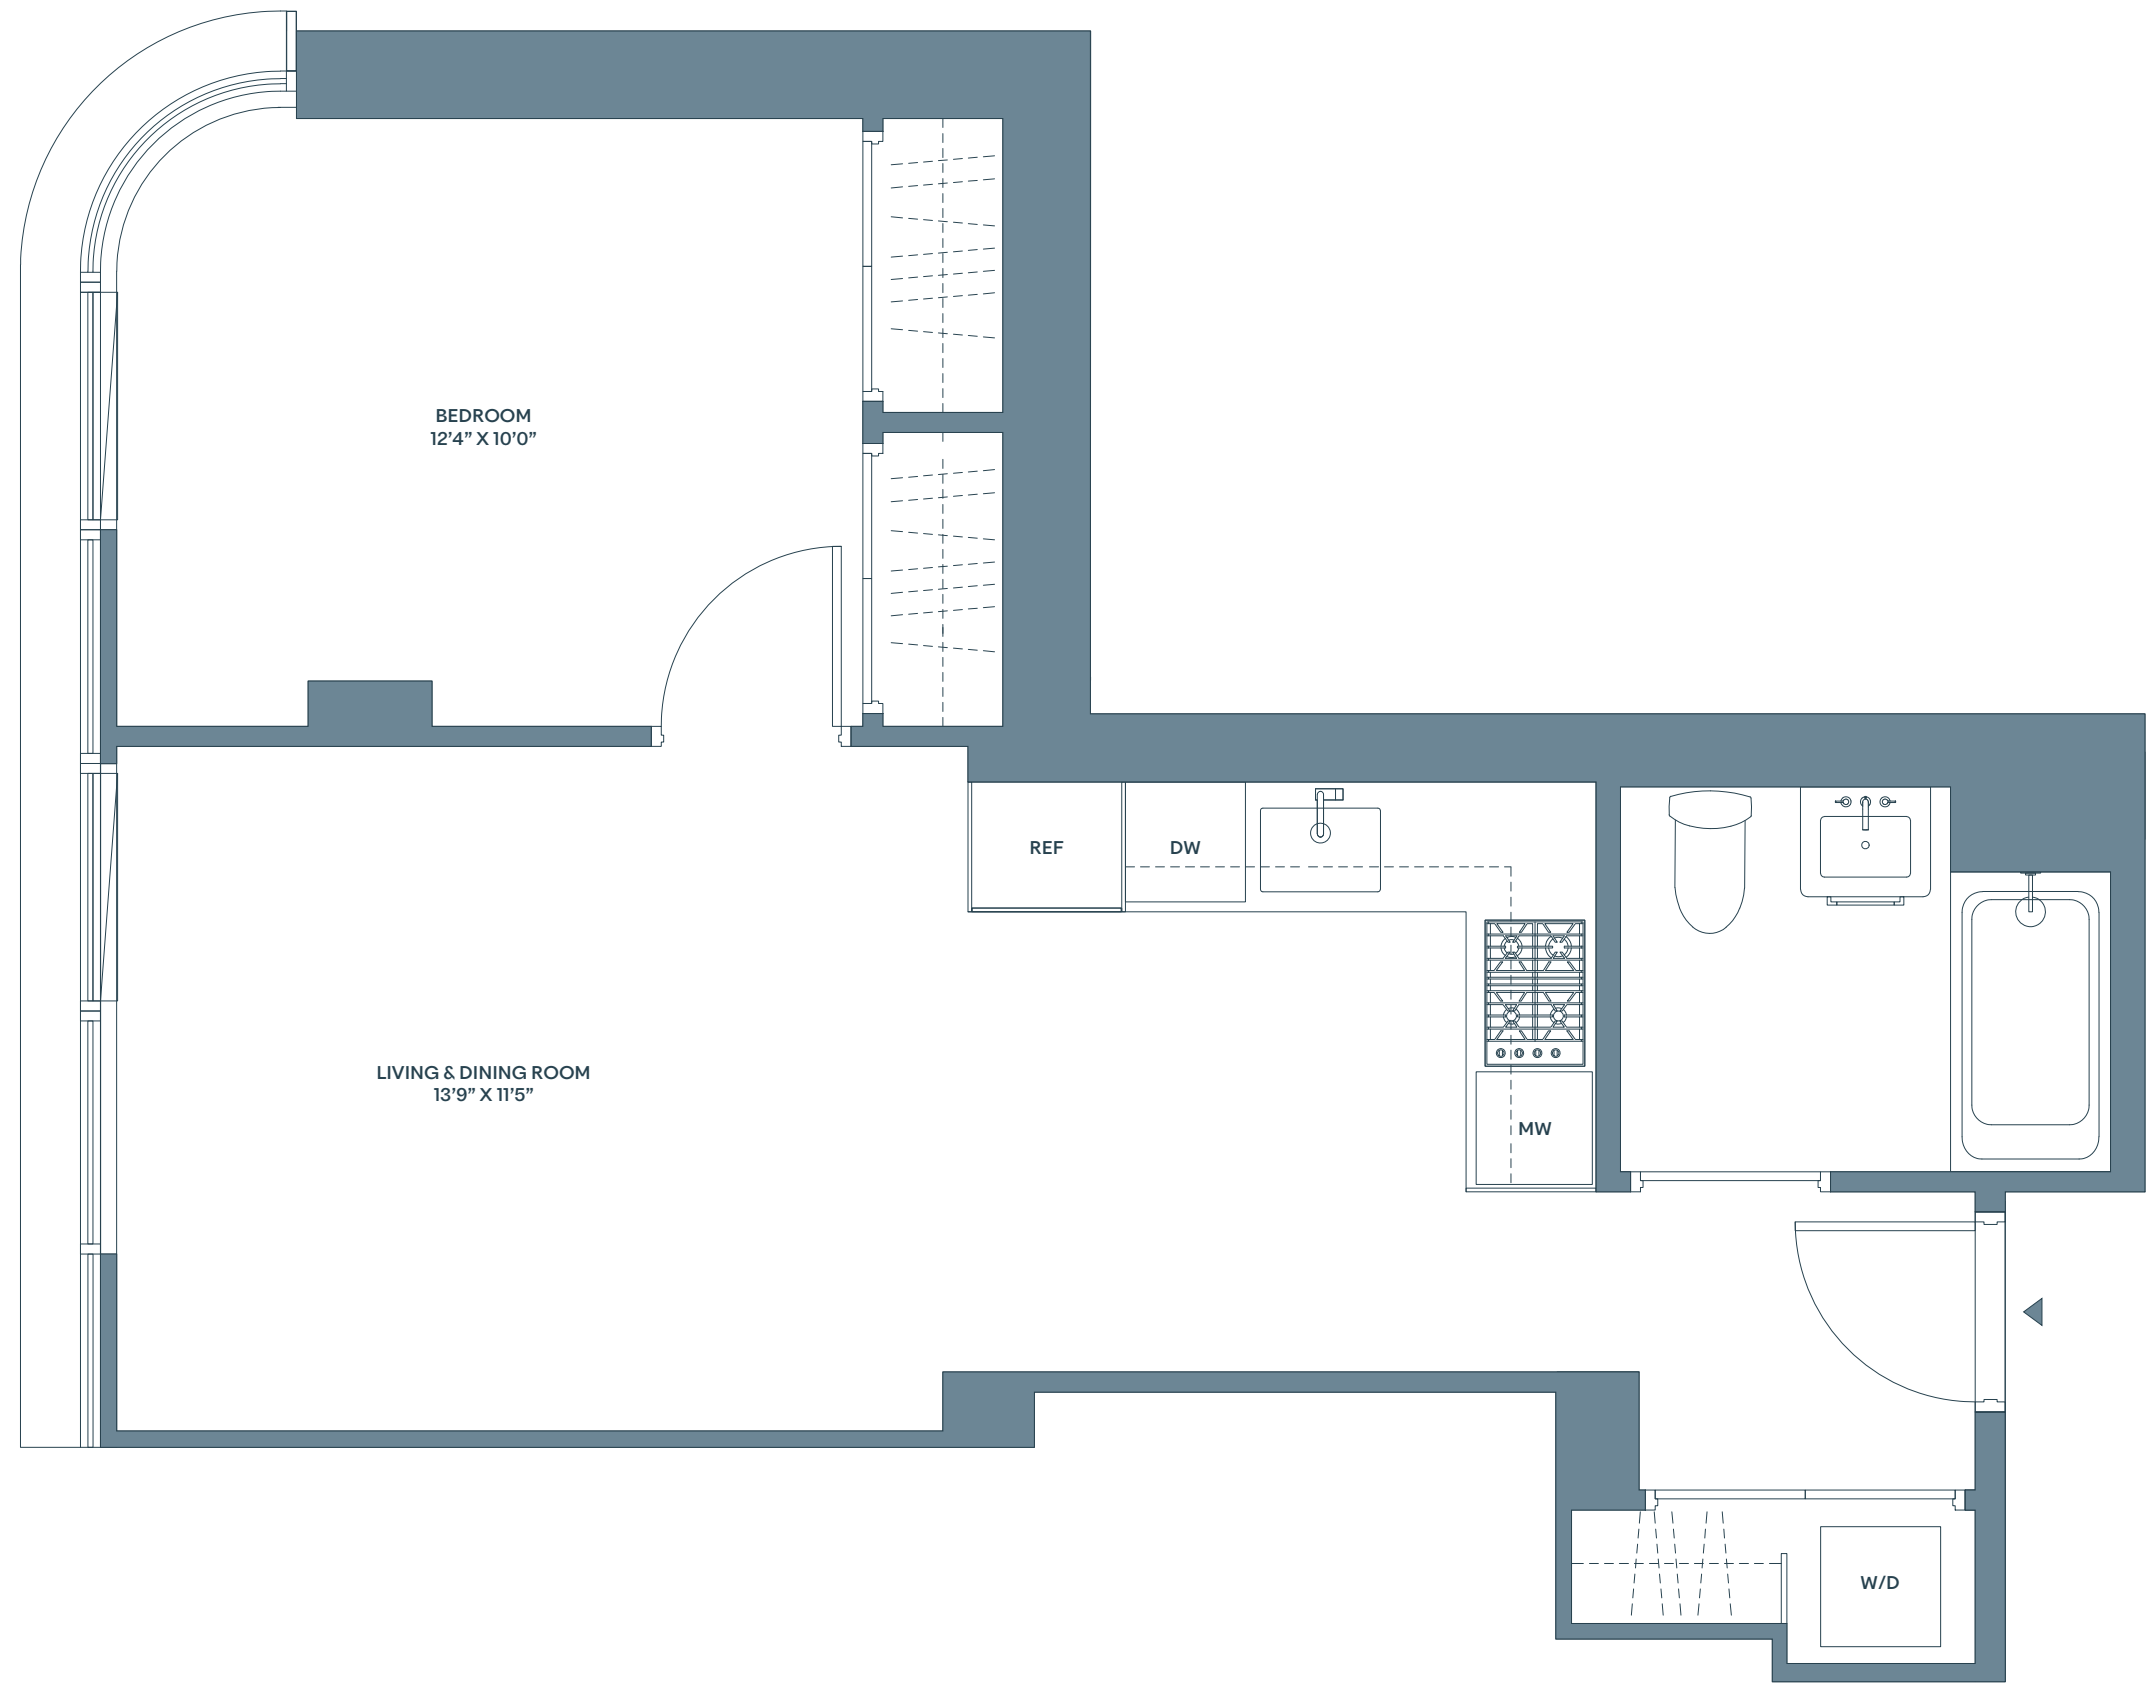 BEDROOM
12’4” X 10’0”
REF
DW
LIVING & DINING ROOM
13’9” X 11’5”
MW
W/D